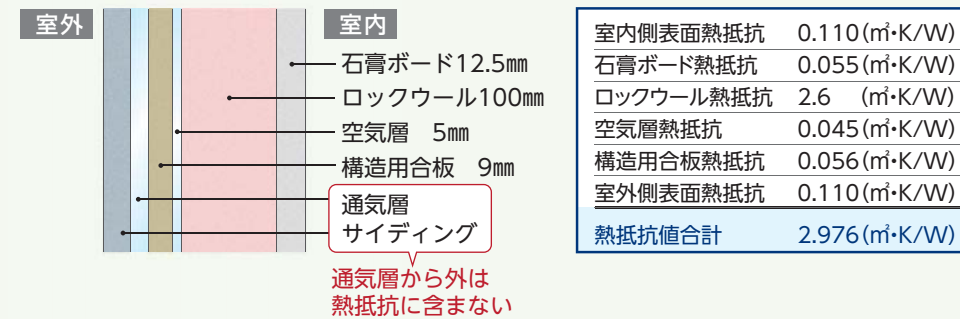 室外
室内
石膏ボード12.5㎜
ロックウール100㎜
空気層 5㎜
構造用合板 9㎜
通気層
サイディング
通気層から外は
熱抵抗に含まない
室内側表面熱抵抗 0.110(㎡・K/W)
石膏ボード熱抵抗 0.055(㎡・K/W)
ロックウール熱抵抗 2.6 (㎡・K/W)
空気層熱抵抗 0.045(㎡・K/W)
構造用合板熱抵抗 0.056(㎡・K/W)
室外側表面熱抵抗 0.110(㎡・K/W)
熱抵抗値合計 2.976(㎡・K/W)